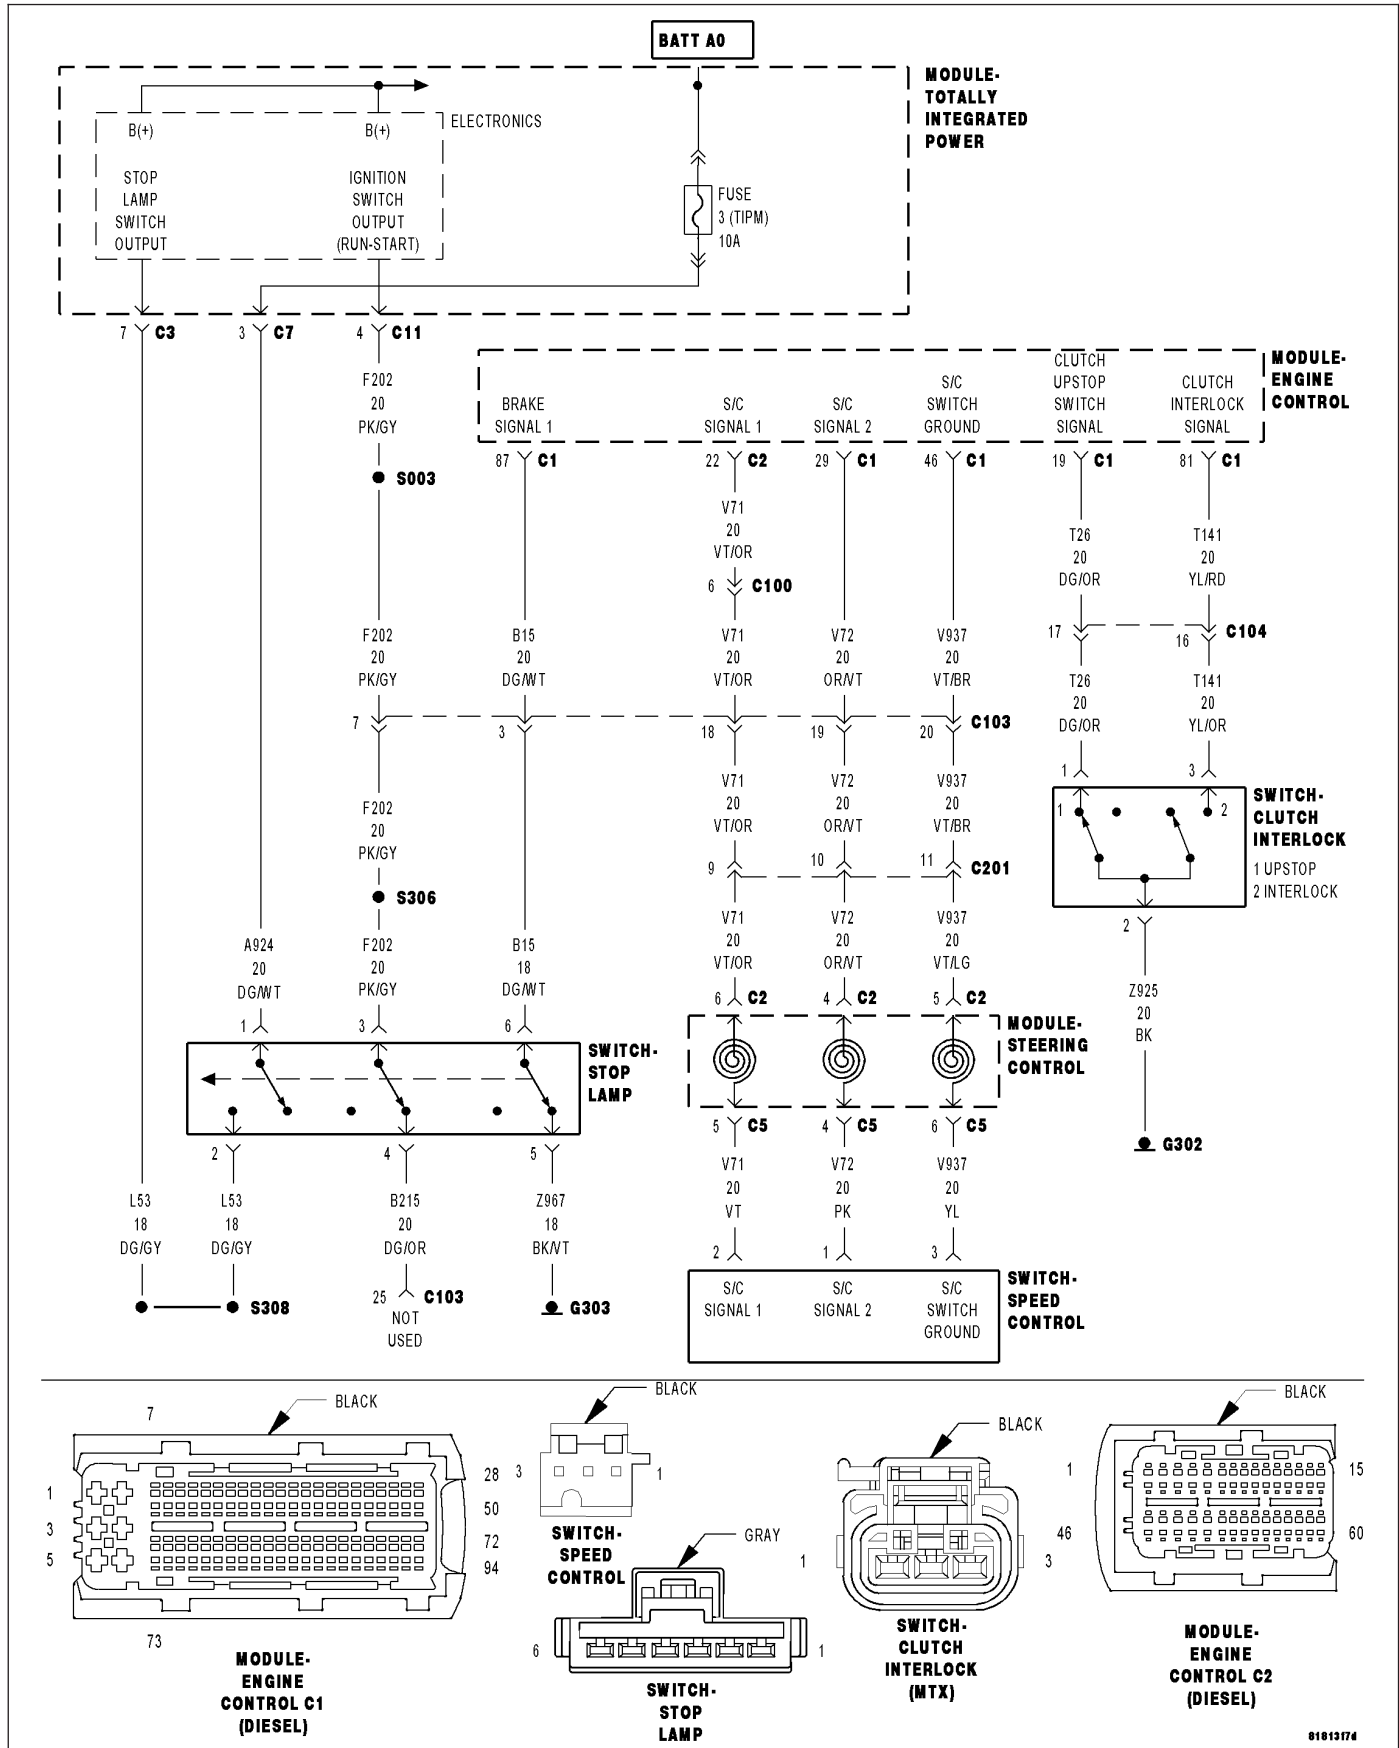 BATT A0
MODULE-
TOTALLY
INTEGRATED
POWER
B(+)
B(+)
ELECTRONICS
STOP
LAMP
SWITCH
OUTPUT
IGNITION
SWITCH
OUTPUT
(RUN-START)
FUSE
3 (TIPM)
10A
7 C3
3 C7
4 C11
F202
20
PK/GY
S003
MODULE-
ENGINE
CONTROL
BRAKE
SIGNAL 1
S/C
SIGNAL 1
S/C
SIGNAL 2
S/C
SWITCH
GROUND
CLUTCH
UPSTOP
SWITCH
SIGNAL
CLUTCH
INTERLOCK
SIGNAL
87 C1
22 C2
29 C1
46 C1
19 C1
81 C1
V71
20
VT/OR
6 C100
T26
20
DG/OR
T141
20
YL/RD
17
16
C104
F202
20
PK/GY
B15
20
DG/WT
V71
20
VT/OR
V72
20
OR/VT
V937
20
VT/BR
T26
20
DG/OR
T141
20
YL/OR
7
3
18
19
20
C103
1
3
F202
20
PK/GY
V71
20
VT/OR
V72
20
OR/VT
V937
20
VT/BR
1
2
SWITCH-
CLUTCH
INTERLOCK
1 UPSTOP
2 INTERLOCK
9
10
11
C201
S306
2
A924
20
DG/WT
F202
20
PK/GY
B15
18
DG/WT
V71
20
VT/OR
V72
20
OR/VT
V937
20
VT/LG
Z925
20
BK
1
3
6
6 C2
4 C2
5 C2
SWITCH-
STOP
LAMP
MODULE-
STEERING
CONTROL
2
4
5
5 C5
4 C5
6 C5
G302
L53
18
DG/GY
L53
18
DG/GY
B215
20
DG/OR
Z967
18
BK/VT
V71
20
VT
V72
20
PK
V937
20
YL
2
1
3
S308
25 C103
NOT
USED
G303
S/C
SIGNAL 1
S/C
SIGNAL 2
S/C
SWITCH
GROUND
SWITCH-
SPEED
CONTROL
7
BLACK
1
3
5
28
50
72
94
73
MODULE-
ENGINE
CONTROL C1
(DIESEL)
BLACK
3
1
SWITCH-
SPEED
CONTROL
GRAY
6
1
SWITCH-
STOP
LAMP
BLACK
1
3
SWITCH-
CLUTCH
INTERLOCK
(MTX)
BLACK
1
15
46
60
MODULE-
ENGINE
CONTROL C2
(DIESEL)
8181317d